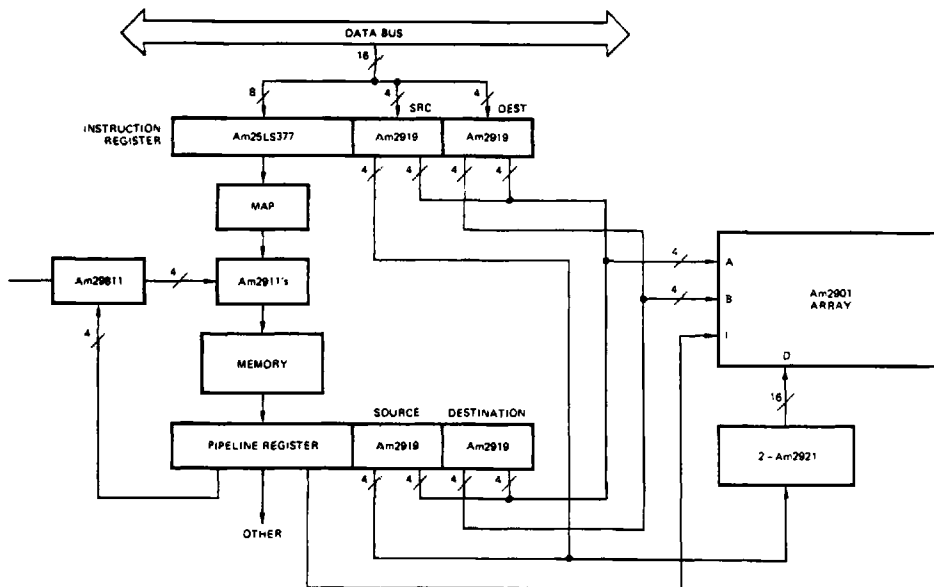 DATA BUS
16
8
4
4
SRC
DEST
INSTRUCTION
REGISTER
Am25LS377
Am2919
Am2919
4
4
4
4
MAP
Am29811
4
Am2911's
4
A
4
B
I
Am2901
ARRAY
D
4
MEMORY
16
SOURCE
DESTINATION
PIPELINE REGISTER
Am2919
Am2919
2 - Am2921
4
4
4
4
OTHER